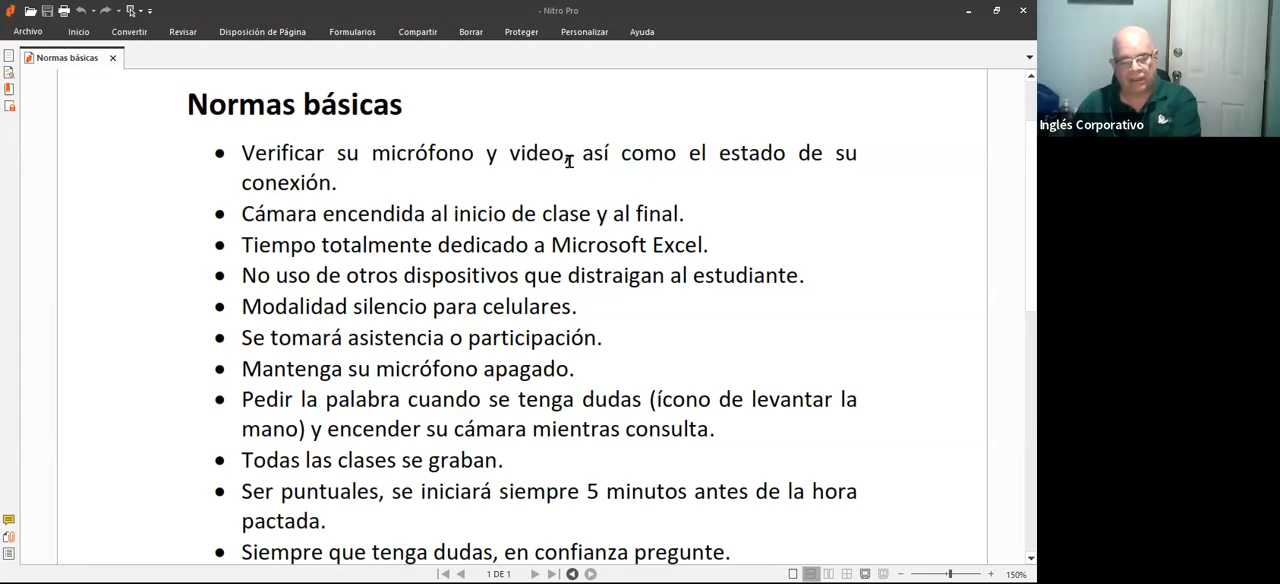 - Nitro Pro
Archivo Inicio Convertir Revisar Disposición de Página Formularios Compartir Borrar Proteger Personalizar Ayuda
Normas básicas
Normas básicas
• Verificar su micrófono y video, así como el estado de su
conexión.
• Cámara encendida al inicio de clase y al final.
• Tiempo totalmente dedicado a Microsoft Excel.
• No uso de otros dispositivos que distraigan al estudiante.
• Modalidad silencio para celulares.
• Se tomará asistencia o participación.
• Mantenga su micrófono apagado.
• Pedir la palabra cuando se tenga dudas (ícono de levantar la
mano) y encender su cámara mientras consulta.
• Todas las clases se graban.
• Ser puntuales, se iniciará siempre 5 minutos antes de la hora
pactada.
• Siempre que tenga dudas, en confianza pregunte.
1 DE 1
150%
Inglés Corporativo